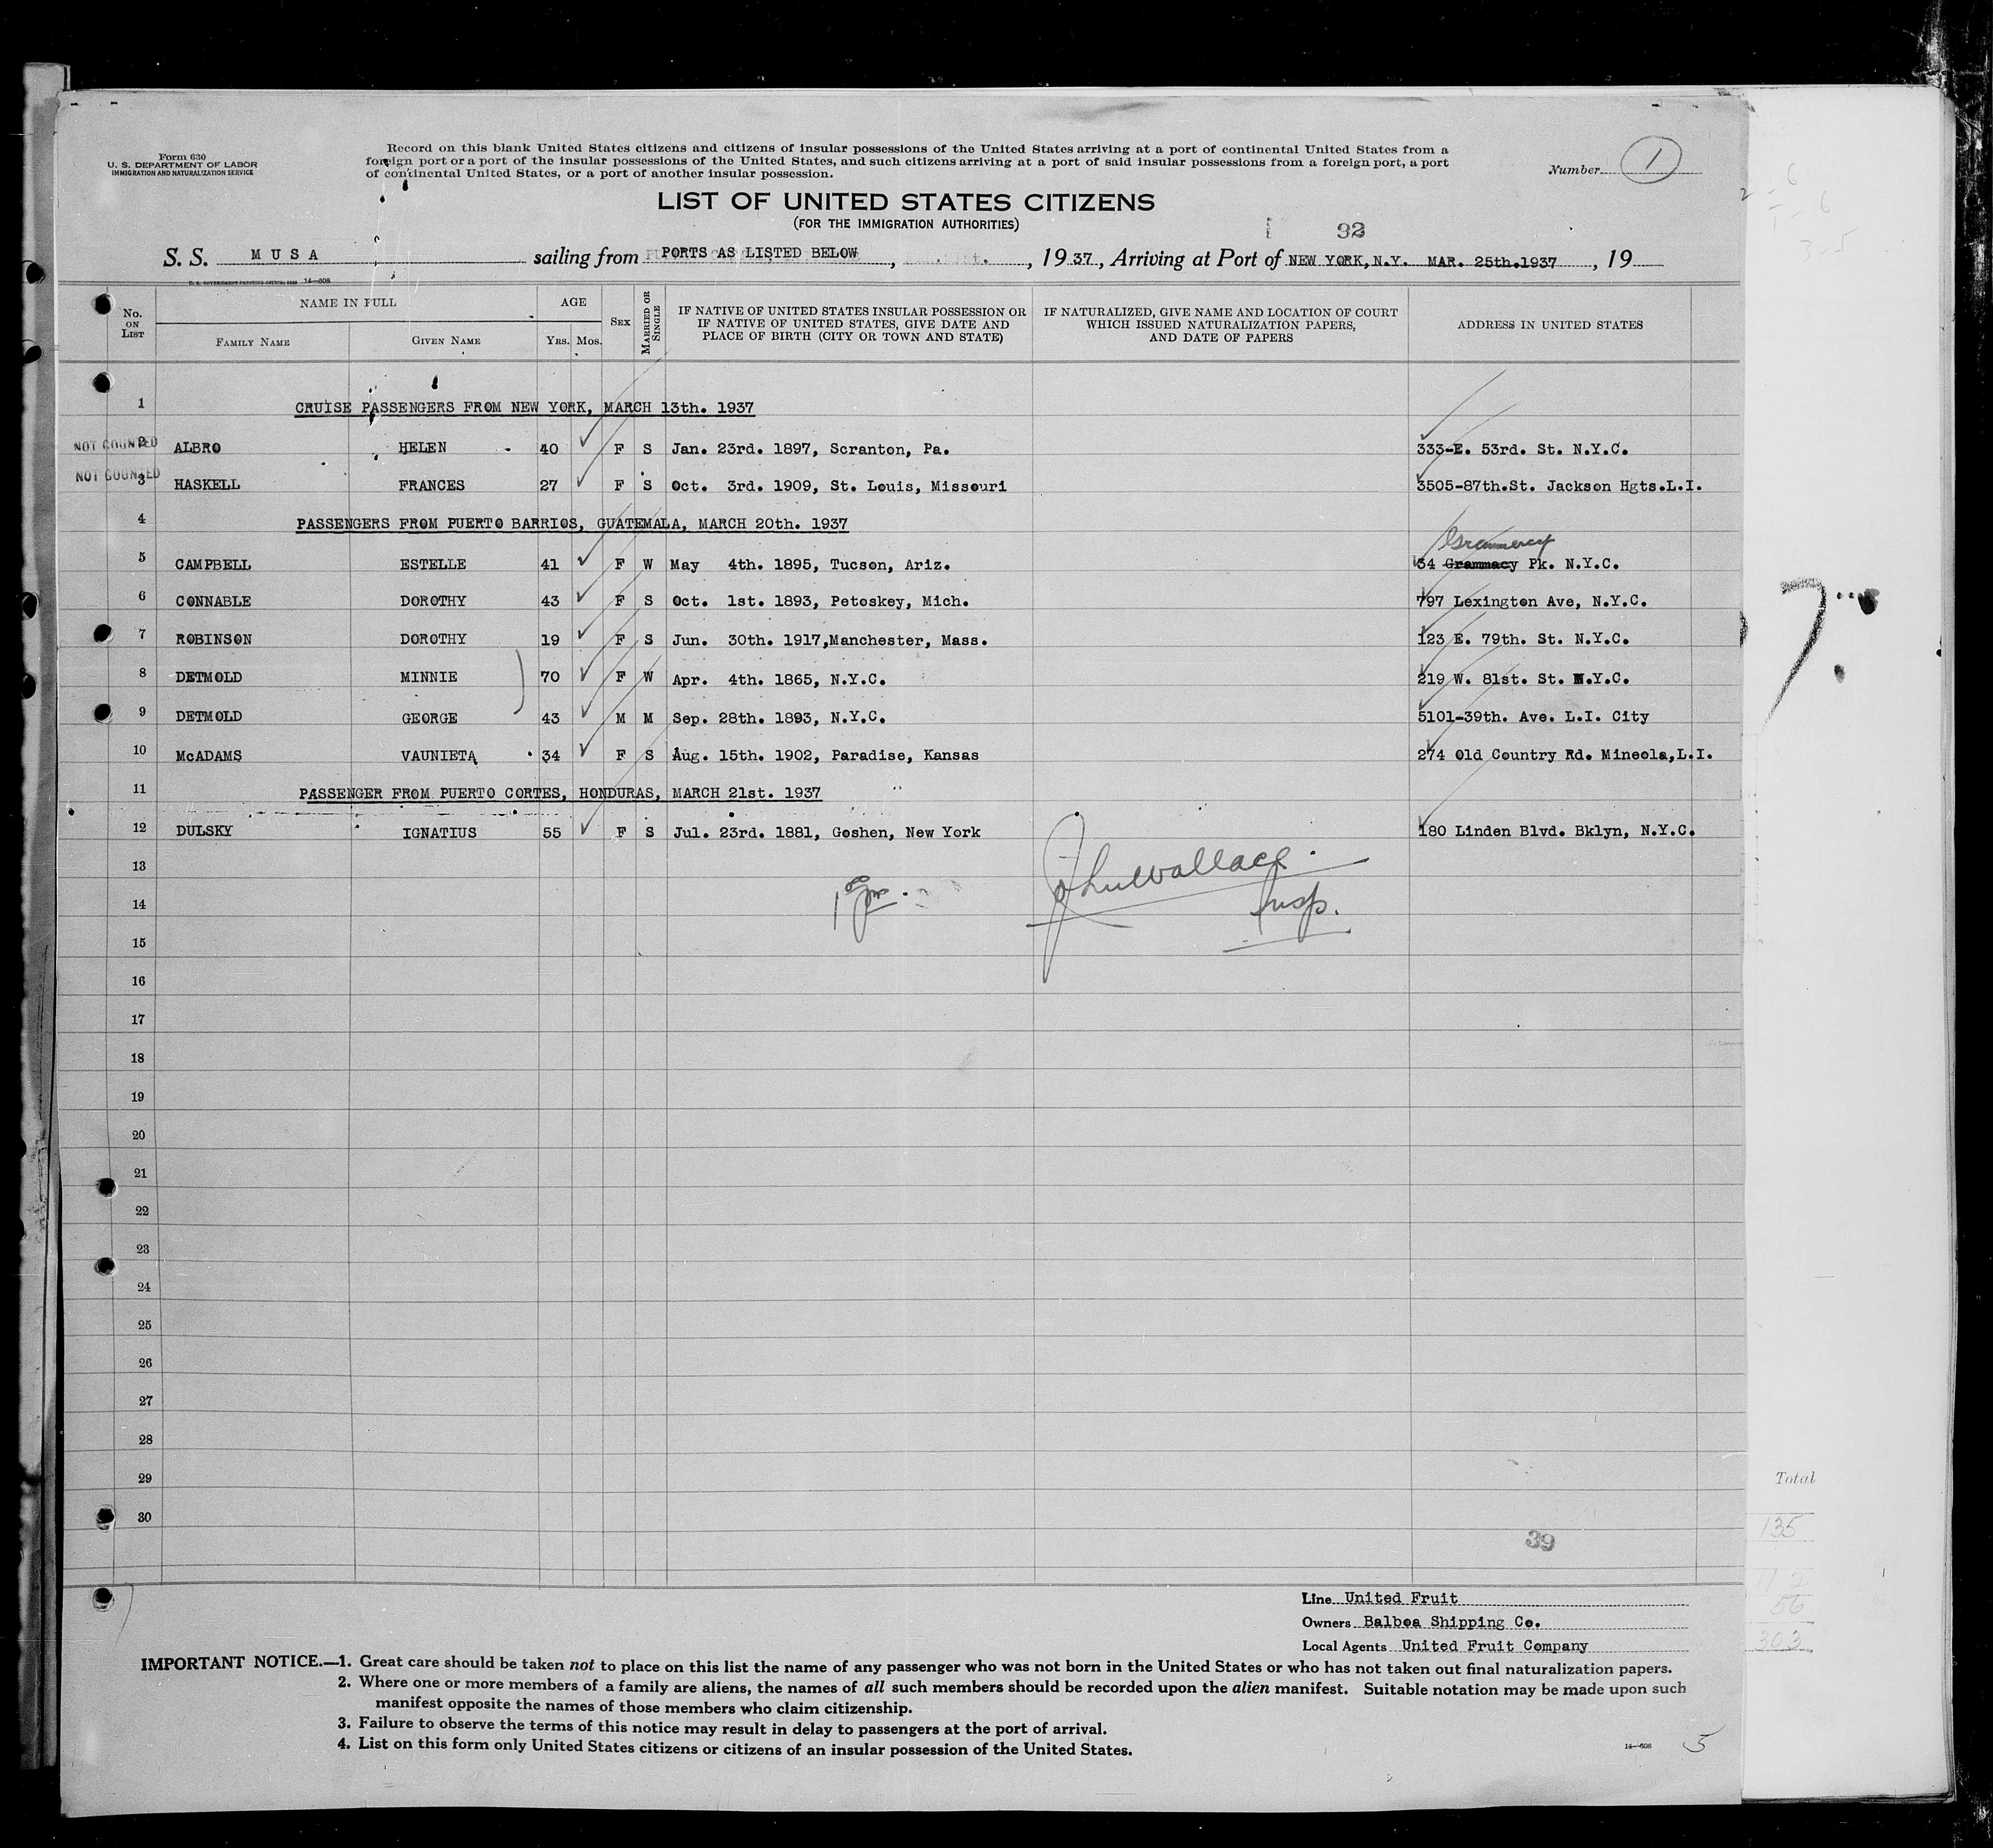 Form 630
U. S. DEPARTMENT OF LABOR
IMMIGRATION AND NATURALIZATION SERVICE
Record on this blank United States citizens and citizens of insular possessions of the United States arriving at a port of continental United States from a
foreign port or a port of the insular possessions of the United States, and such citizens arriving at a port of said insular possessions from a foreign port, a port
of continental United States, or a port of another insular possession.
Number 1
LIST OF UNITED STATES CITIZENS
(FOR THE IMMIGRATION AUTHORITIES)
32
S. S. MUSA sailing from PORTS AS LISTED BELOW , , 19 37, Arriving at Port of NEW YORK,N.Y. MAR. 25th.1937 , 19
14—608
No. ON LIST NAME IN FULL AGE SEX MARRIED OR SINGLE IF NATIVE OF UNITED STATES INSULAR POSSESSION OR IF NATIVE OF UNITED STATES, GIVE DATE AND PLACE OF BIRTH (CITY OR TOWN AND STATE) IF NATURALIZED, GIVE NAME AND LOCATION OF COURT WHICH ISSUED NATURALIZATION PAPERS, AND DATE OF PAPERS ADDRESS IN UNITED STATES
FAMILY NAME GIVEN NAME YRS. MOS.
1 CRUISE PASSENGERS FROM NEW YORK, MARCH 13th. 1937
NOT COUNTED 2 ALBRO HELEN 40 F S Jan. 23rd. 1897, Scranton, Pa. 333-E. 53rd. St. N.Y.C.
NOT COUNTED 3 HASKELL FRANCES 27 F S Oct. 3rd. 1909, St. Louis, Missouri 3505-87th.St. Jackson Hgts.L.I.
4 PASSENGERS FROM PUERTO BARRIOS, GUATEMALA, MARCH 20th. 1937
Grammercy
5 CAMPBELL ESTELLE 41 F W May 4th. 1895, Tucson, Ariz. 34 Grammacy Pk. N.Y.C.
6 CONNABLE DOROTHY 43 F S Oct. 1st. 1893, Petoskey, Mich. 797 Lexington Ave, N.Y.C.
7 ROBINSON DOROTHY 19 F S Jun. 30th. 1917,Manchester, Mass. 123 E. 79th. St. N.Y.C.
8 DETMOLD MINNIE 70 F W Apr. 4th. 1865, N.Y.C. 219 W. 81st. St. N.Y.C.
9 DETMOLD GEORGE 43 M M Sep. 28th. 1893, N.Y.C. 5101-39th. Ave. L.I. City
10 McADAMS VAUNIETA 34 F S Aug. 15th. 1902, Paradise, Kansas 274 Old Country Rd. Mineola,L.I.
11 PASSENGER FROM PUERTO CORTES, HONDURAS, MARCH 21st. 1937
12 DULSKY IGNATIUS 55 F S Jul. 23rd. 1881, Goshen, New York 180 Linden Blvd. Bklyn, N.Y.C.
13
John Wallace
14
Insp.
15
16
17
18
19
20
21
22
23
24
25
26
27
28
29
30
Total
135
39
56
303
Line United Fruit
Owners Balboa Shipping Co.
Local Agents United Fruit Company
IMPORTANT NOTICE.—1. Great care should be taken not to place on this list the name of any passenger who was not born in the United States or who has not taken out final naturalization papers.
2. Where one or more members of a family are aliens, the names of all such members should be recorded upon the alien manifest. Suitable notation may be made upon such
manifest opposite the names of those members who claim citizenship.
3. Failure to observe the terms of this notice may result in delay to passengers at the port of arrival.
4. List on this form only United States citizens or citizens of an insular possession of the United States.
14—608 5